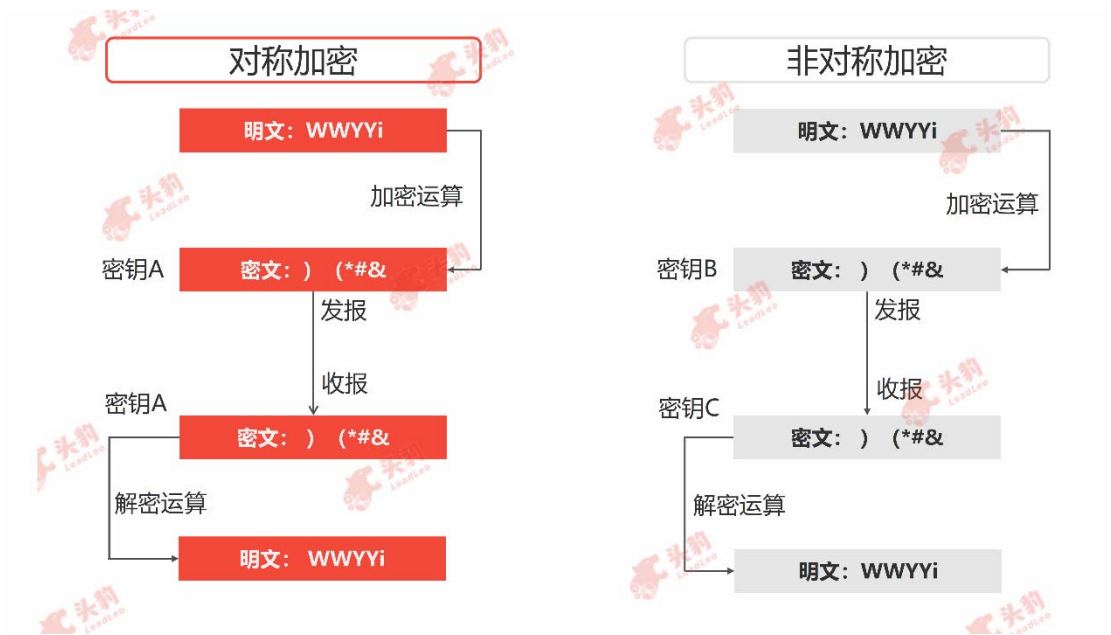 对称加密
明文：WWYYi
加密运算
密钥A
密文：） （*#&
发报
收报
密钥A
密文： ） （*#&
解密运算
明文： WWYYi
非对称加密
明文：WWYYi
加密运算
密钥B
密文： ） （*#&
发报
收报
密钥C
密文： ） （*#&
解密运算
明文：WWYYi
头豹
LeadLeo